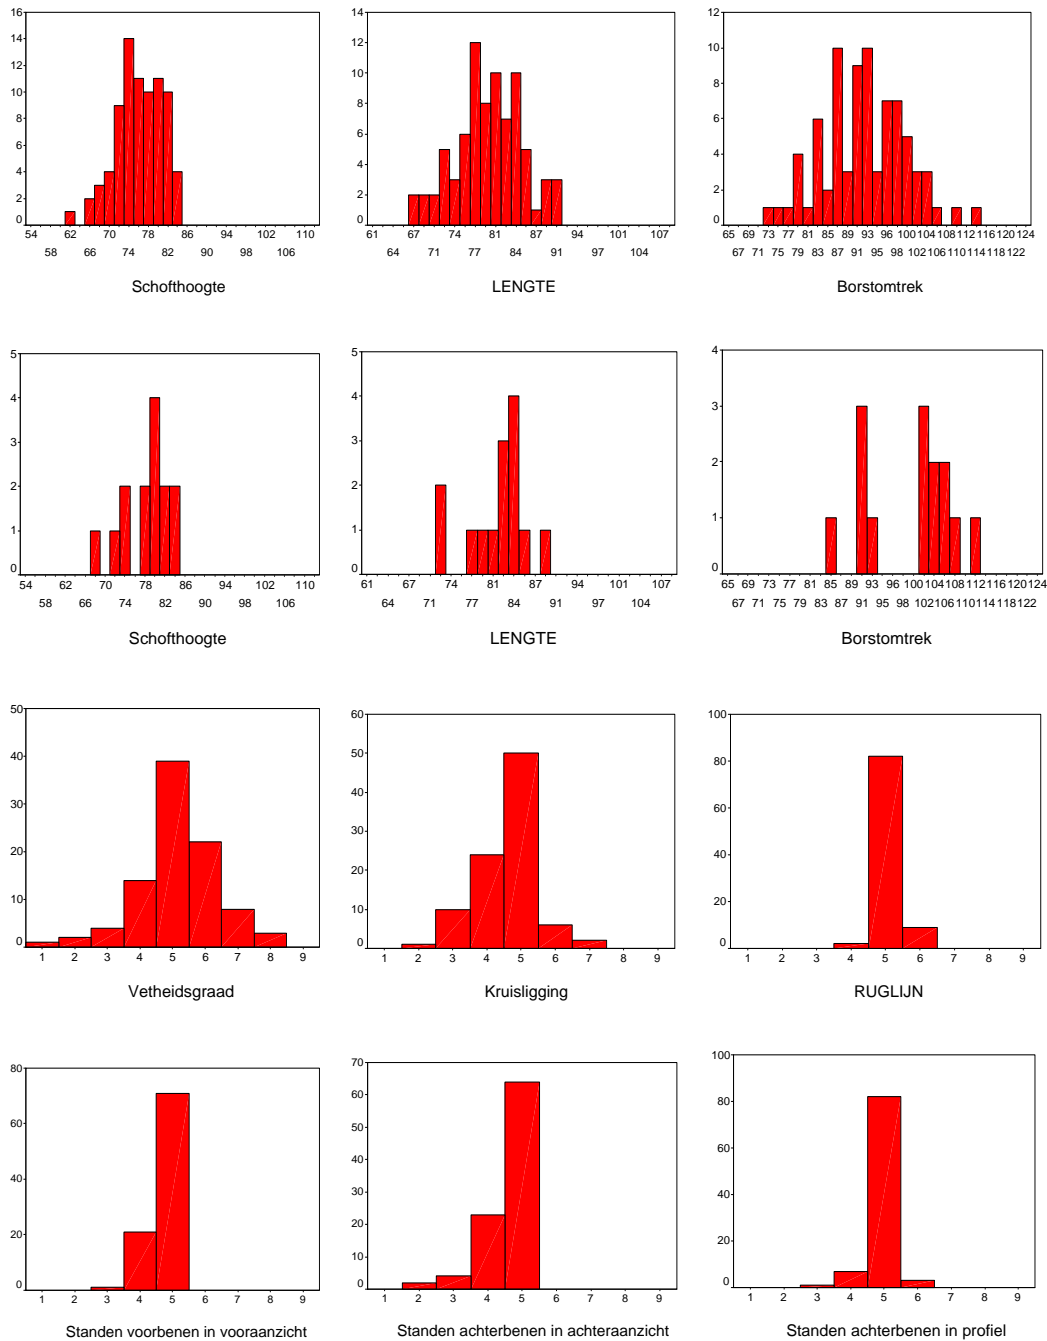 16
14
12
10
8
6
4
2
0
54 62 70 78 86 94 102 110
58 66 74 82 90 98 106
Schofthoogte
14
12
10
8
6
4
2
0
61 67 74 81 87 94 101 107
64 71 77 84 91 97 104
LENGTE
12
10
8
6
4
2
0
65 69 73 77 81 85 89 92 96 100 104 108 112 116 120 124
67 71 75 79 83 87 91 95 98 102 106 110 114 118 122
Borstomtrek
5
4
3
2
1
0
54 62 70 78 86 94 102 110
58 66 74 82 90 98 106
Schofthoogte
5
4
3
2
1
0
61 67 74 81 87 94 101 107
64 71 77 84 91 97 104
LENGTE
4
3
2
1
0
65 69 73 77 81 85 89 92 96 100 104 108 112 116 120 124
67 71 75 79 83 87 91 95 98 102 106 110 114 118 122
Borstomtrek
50
40
30
20
10
0
1 2 3 4 5 6 7 8 9
Vetheidsgraad
60
50
40
30
20
10
0
1 2 3 4 5 6 7 8 9
Kruisligging
100
80
60
40
20
0
1 2 3 4 5 6 7 8 9
RUGLIJN
80
60
40
20
0
1 2 3 4 5 6 7 8 9
Standen voorbenen in vooraanzicht
70
60
50
40
30
20
10
0
1 2 3 4 5 6 7 8 9
Standen achterbenen in achteraanzicht
100
80
60
40
20
0
1 2 3 4 5 6 7 8 9
Standen achterbenen in profiel